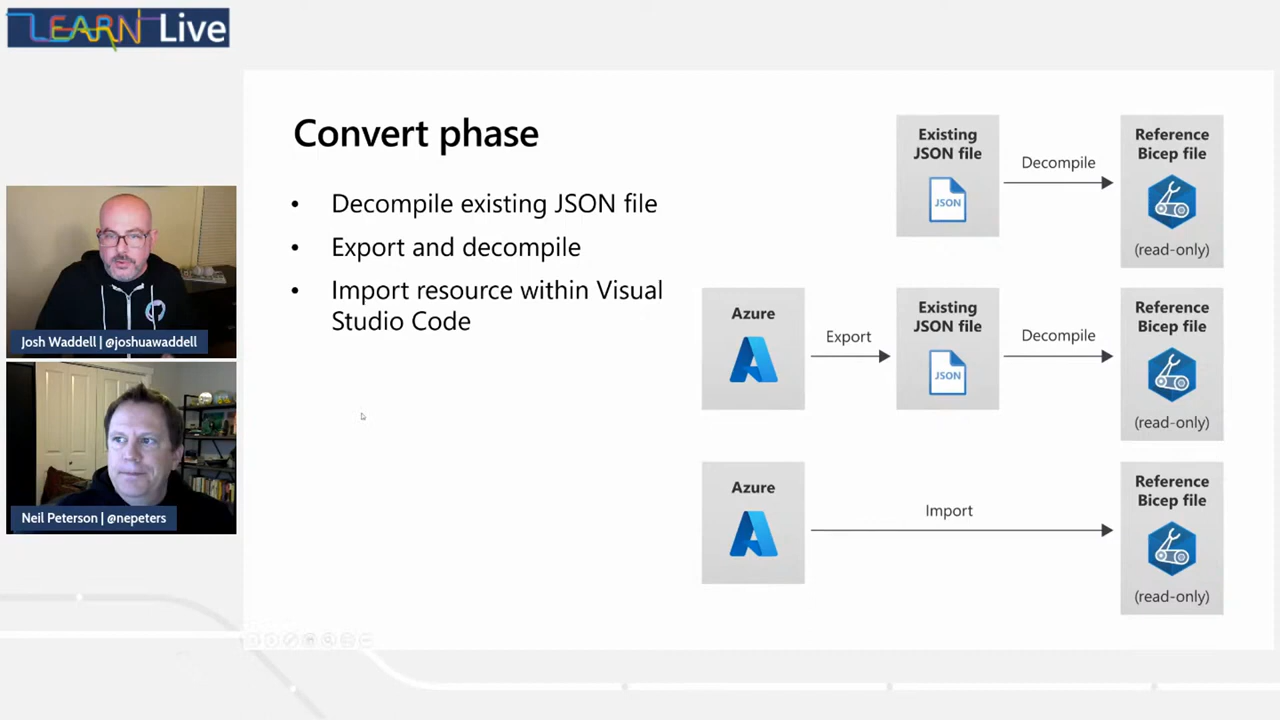 LEARN Live
Convert phase
• Decompile existing JSON file
• Export and decompile
• Import resource within Visual
Studio Code
Josh Waddell | @joshuawaddell
Neil Peterson | @nepeters
Existing
JSON file
JSON
Decompile
Reference
Bicep file
(read-only)
Azure
Export
Existing
JSON file
JSON
Decompile
Reference
Bicep file
(read-only)
Azure
Import
Reference
Bicep file
(read-only)